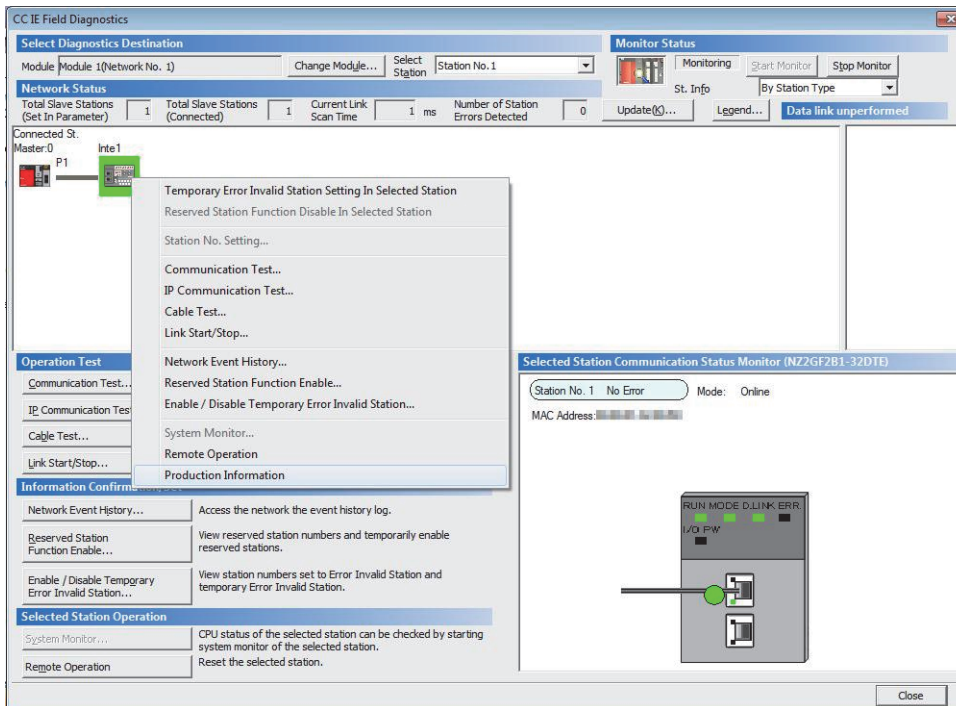 CC IE Field Diagnostics
Select Diagnostics Destination
Monitor Status
Module Module 1(Network No. 1)
Change Module...
Select Station
Station No.1
Monitoring
Start Monitor
Stop Monitor
St. Info
By Station Type
Network Status
Total Slave Stations
(Set In Parameter)
1
Total Slave Stations
(Connected)
1
Current Link
Scan Time
1 ms
Number of Station
Errors Detected
0
Update(K)...
Legend...
Data link unperformed
Connected St.
Master:0
Inte1
P1
Temporary Error Invalid Station Setting In Selected Station
Reserved Station Function Disable In Selected Station
Station No. Setting...
Communication Test...
IP Communication Test...
Cable Test...
Link Start/Stop...
Network Event History...
Reserved Station Function Enable...
Enable / Disable Temporary Error Invalid Station...
System Monitor...
Remote Operation
Production Information
Operation Test
Communication Test...
IP Communication Tes
Cable Test...
Link Start/Stop...
Information Confirm
Network Event History...
Access the network the event history log.
Reserved Station
Function Enable...
View reserved station numbers and temporarily enable
reserved stations.
Enable / Disable Temporary
Error Invalid Station...
View station numbers set to Error Invalid Station and
temporary Error Invalid Station.
Selected Station Operation
System Monitor...
CPU status of the selected station can be checked by starting
system monitor of the selected station.
Remote Operation
Reset the selected station.
Selected Station Communication Status Monitor (NZ2GF2B1-32DTE)
Station No. 1 No Error
Mode: Online
MAC Address:
RUN MODE D.LINK ERR.
I/O PW
Close